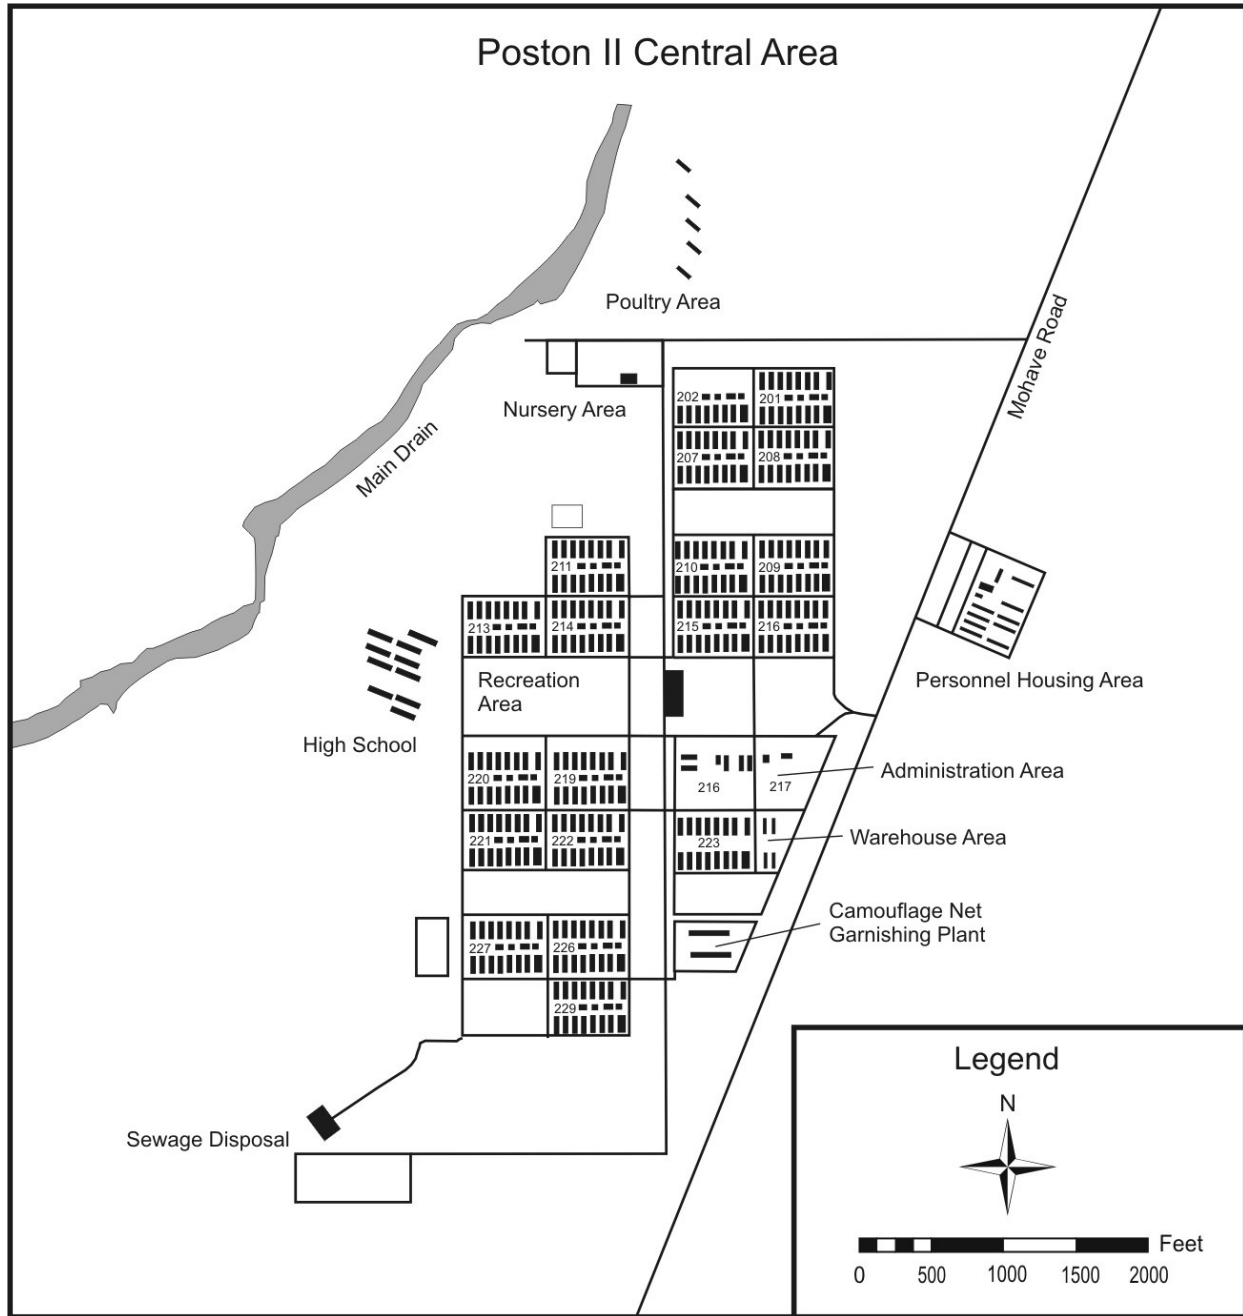 Poston II Central Area
Poultry Area
Mohave Road
Nursery Area
Main Drain
202
201
207
208
211
210
209
213
214
215
216
Recreation
Area
High School
Personnel Housing Area
220
219
216
217
Administration Area
221
222
223
Warehouse Area
Camouflage Net
Garnishing Plant
227
226
229
Sewage Disposal
Legend
N
Feet
0 500 1000 1500 2000